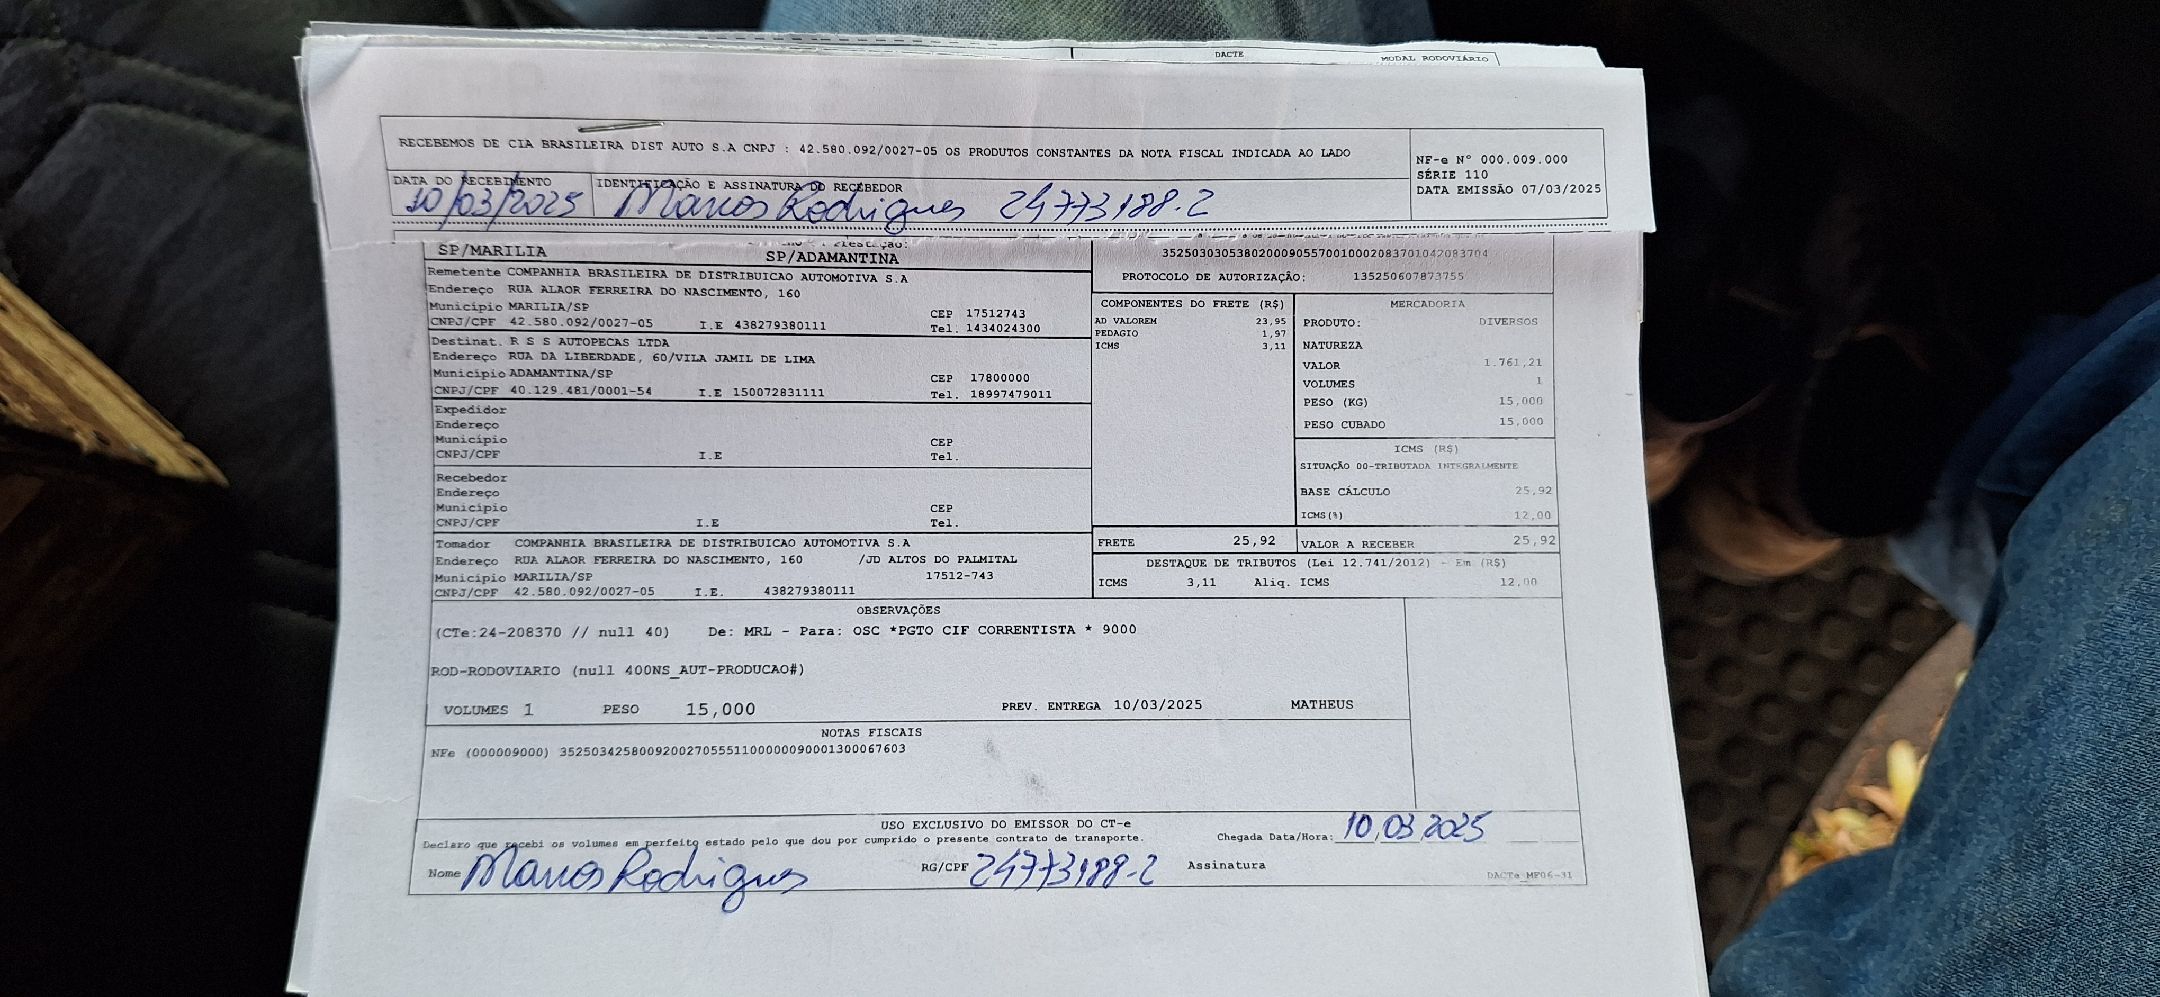 DACTE
MODAL RODOVIÁRIO
RECEBEMOS DE CIA BRASILEIRA DIST AUTO S.A CNPJ : 42.580.092/0027-05 OS PRODUTOS CONSTANTES DA NOTA FISCAL INDICADA AO LADO
NF-e Nº 000.009.000
SÉRIE 110
DATA EMISSÃO 07/03/2025
DATA DO RECEBIMENTO
IDENTIFICAÇÃO E ASSINATURA DO RECEBEDOR
10/03/2025 Marcos Rodrigues 24773188-2
SP/MARILIA
SP/ADAMANTINA
Remetente COMPANHIA BRASILEIRA DE DISTRIBUICAO AUTOMOTIVA S.A
Endereço RUA ALAOR FERREIRA DO NASCIMENTO, 160
Município MARILIA/SP CEP 17512743
CNPJ/CPF 42.580.092/0027-05 I.E 438279380111 Tel. 1434024300
Destinat. R S S AUTOPECAS LTDA
Endereço RUA DA LIBERDADE, 60/VILA JAMIL DE LIMA
Município ADAMANTINA/SP CEP 17800000
CNPJ/CPF 40.129.481/0001-54 I.E 150072831111 Tel. 18997479011
Expedidor
Endereço
Município CEP
CNPJ/CPF I.E Tel.
Recebedor
Endereço
Município CEP
CNPJ/CPF I.E Tel.
Tomador COMPANHIA BRASILEIRA DE DISTRIBUICAO AUTOMOTIVA S.A
Endereço RUA ALAOR FERREIRA DO NASCIMENTO, 160 /JD ALTOS DO PALMITAL
Município MARILIA/SP 17512-743
CNPJ/CPF 42.580.092/0027-05 I.E. 438279380111
35250303053802000905570010002083701042083704
PROTOCOLO DE AUTORIZAÇÃO: 135250607873755
COMPONENTES DO FRETE (R$)
AD VALOREM 23,95
PEDAGIO 1,97
ICMS 3,11
MERCADORIA
PRODUTO: DIVERSOS
NATUREZA
VALOR 1.761,21
VOLUMES 1
PESO (KG) 15,000
PESO CUBADO 15,000
ICMS (R$)
SITUAÇÃO 00-TRIBUTADA INTEGRALMENTE
BASE CÁLCULO 25,92
ICMS(%) 12,00
FRETE 25,92 VALOR A RECEBER 25,92
DESTAQUE DE TRIBUTOS (Lei 12.741/2012) - Em (R$)
ICMS 3,11 Aliq. ICMS 12,00
OBSERVAÇÕES
(CTe:24-208370 // null 40) De: MRL - Para: OSC *PGTO CIF CORRENTISTA * 9000
ROD-RODOVIARIO (null 400NS_AUT-PRODUCAO#)
VOLUMES 1 PESO 15,000 PREV. ENTREGA 10/03/2025 MATHEUS
NOTAS FISCAIS
NFe (000009000) 35250342580092002705551100000090001300067603
USO EXCLUSIVO DO EMISSOR DO CT-e
Declaro que recebi os volumes em perfeito estado pelo que dou por cumprido o presente contrato de transporte. Chegada Data/Hora: 10,03 2025
Nome Marcos Rodrigues RG/CPF 24773188-2 Assinatura
DACTe_MF06-31